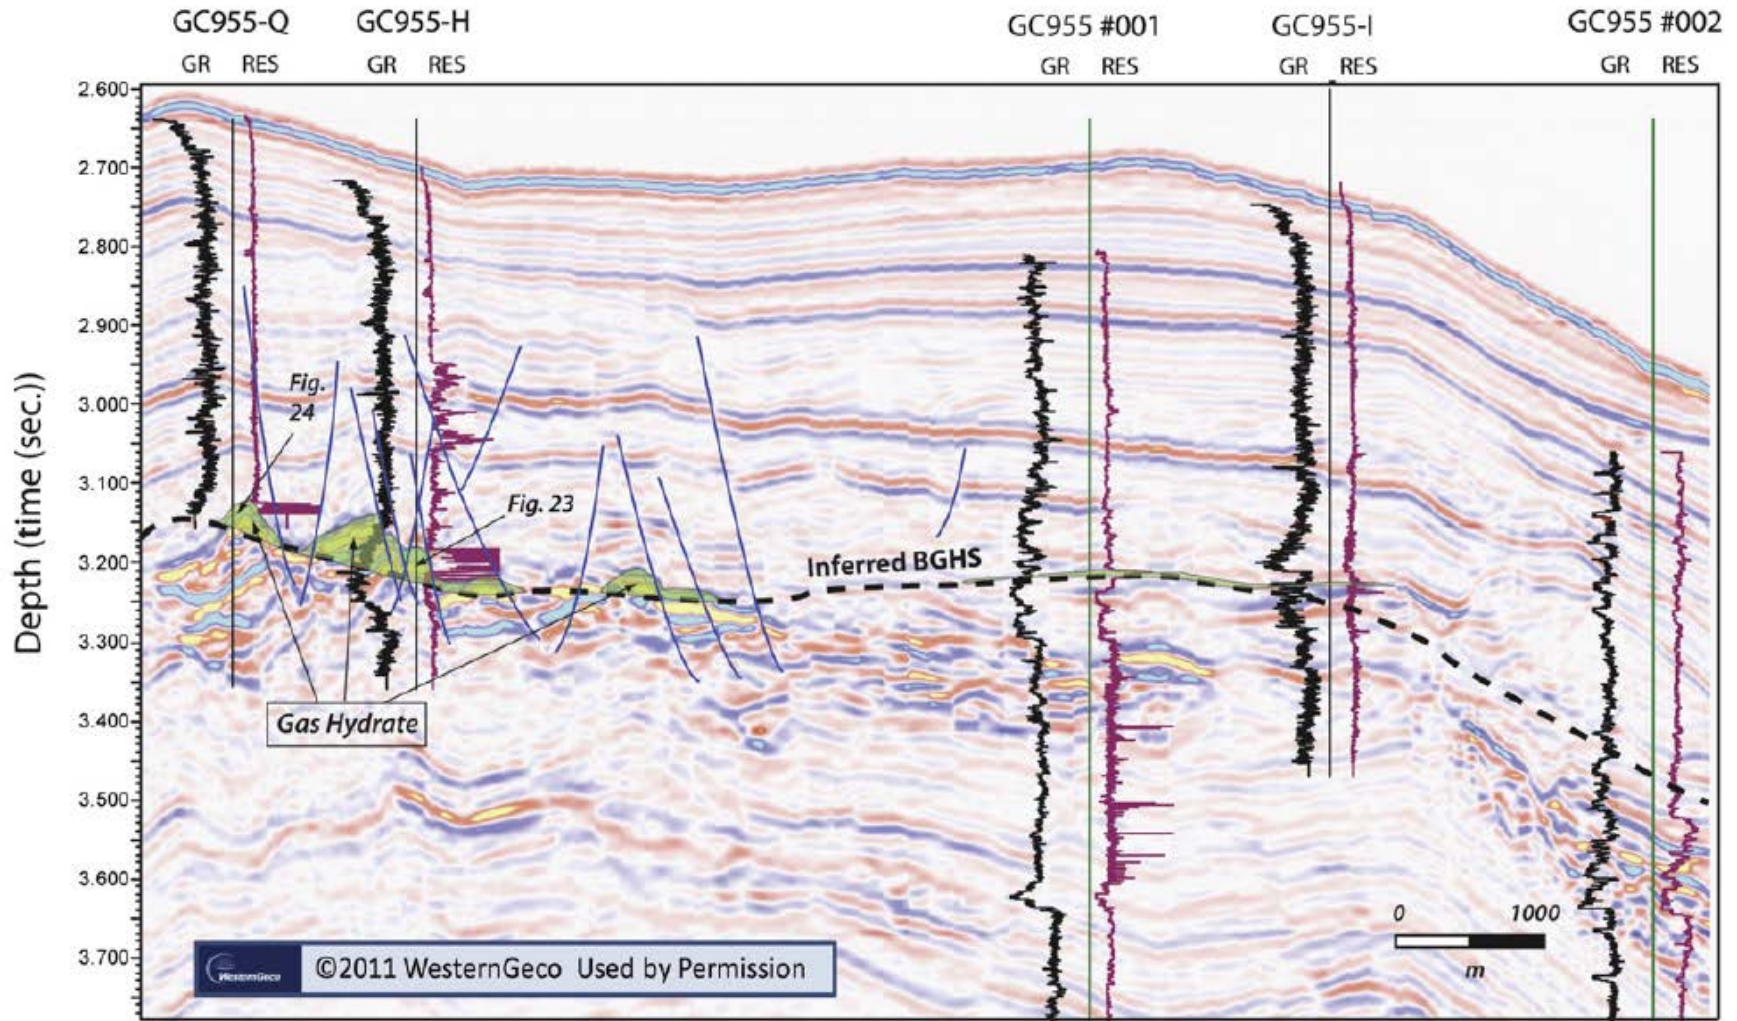 GC955-Q GC955-H GC955 #001 GC955-I GC955 #002
GR RES GR RES GR RES GR RES GR RES
Depth (time (sec.))
2.600
2.700
2.800
2.900
3.000
3.100
3.200
3.300
3.400
3.500
3.600
3.700
Fig.
24
Fig. 23
Inferred BGHS
Gas Hydrate
0 1000
m
WesternGeco
©2011 WesternGeco Used by Permission